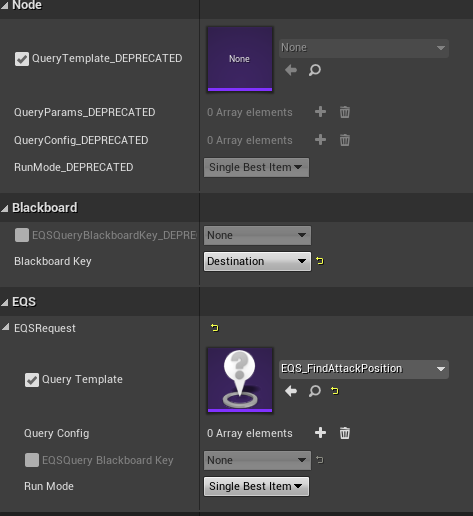 Node
QueryTemplate_DEPRECATED
None
None
QueryParams_DEPRECATED
0 Array elements
QueryConfig_DEPRECATED
0 Array elements
RunMode_DEPRECATED
Single Best Item
Blackboard
EQSQueryBlackboardKey_DEPRE
None
Blackboard Key
Destination
EQS
EQSRequest
Query Template
EQS_FindAttackPosition
Query Config
0 Array elements
EQSQuery Blackboard Key
None
Run Mode
Single Best Item